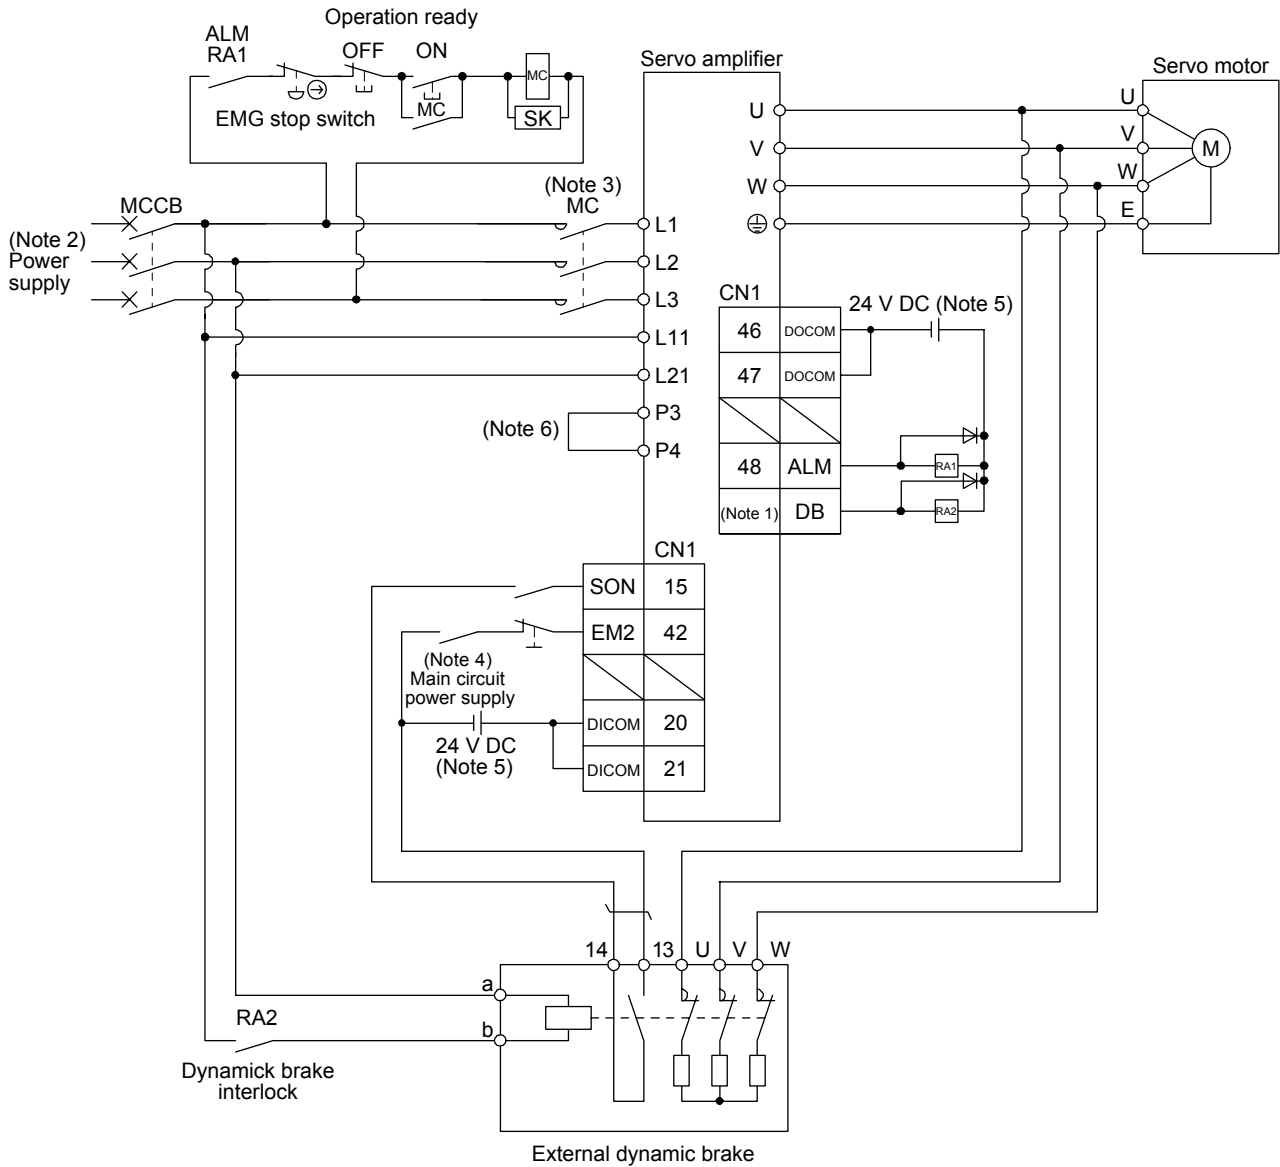 Operation ready
ALM
RA1
OFF
ON
MC
SK
MC
EMG stop switch
Servo amplifier
Servo motor
U
V
W
U
V
W
E
M
MCCB
(Note 3)
MC
(Note 2)
Power
supply
L1
L2
L3
L11
L21
P3
P4
(Note 6)
CN1
24 V DC (Note 5)
46 DOCOM
47 DOCOM
48 ALM
(Note 1) DB
RA1
RA2
CN1
SON 15
EM2 42
DICOM 20
DICOM 21
(Note 4)
Main circuit
power supply
24 V DC
(Note 5)
14 13 U V W
a
b
RA2
Dynamick brake
interlock
External dynamic brake